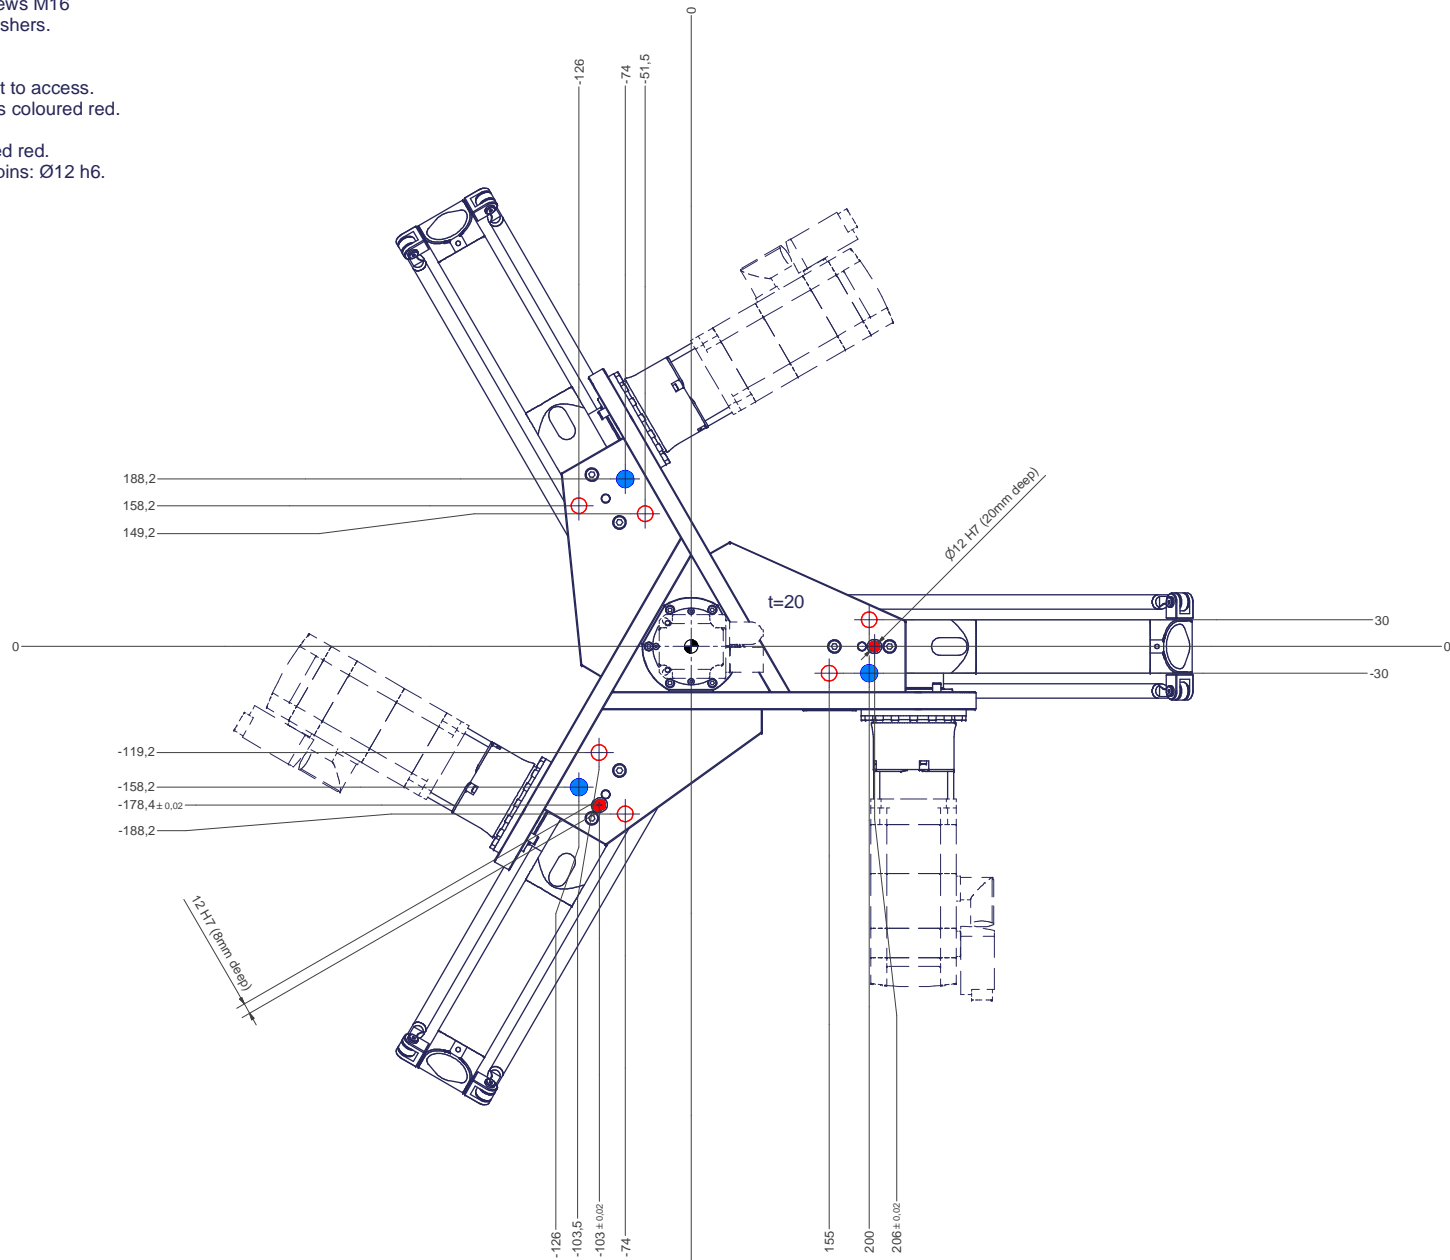 ews M16
shers.
t to access.
s coloured red.
ed red.
pins: Ø12 h6.
0
-126
-74
-51,5
188,2
158,2
149,2
Ø12 H7 (20mm deep)
t=20
30
0
0
-30
-119,2
-158,2
-178,4 ± 0,02
-188,2
12 H7 (8mm deep)
-126
-103,5
-103 ± 0,02
-74
155
200
206 ± 0,02